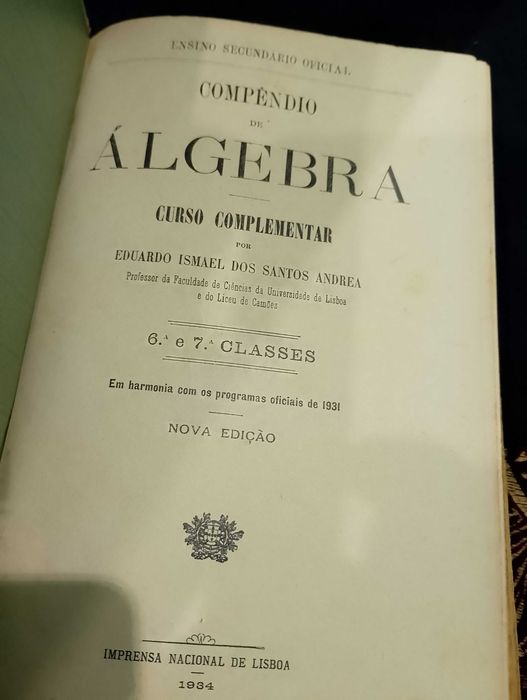 ENSINO SECUNDARIO OFICIAL
COMPÊNDIO
DE
ÁLGEBRA
CURSO COMPLEMENTAR
POR
EDUARDO ISMAEL DOS SANTOS ANDREA
Professor da Faculdade de Ciências da Universidade de Lisboa
e do Liceu de Camões
6.ª e 7.ª CLASSES
Em harmonia com os programas oficiais de 1931
NOVA EDIÇÃO
IMPRENSA NACIONAL DE LISBOA
1934